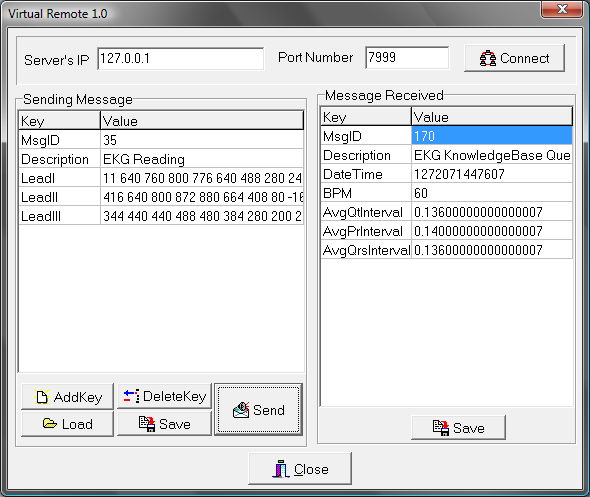 Virtual Remote 1.0
Server's IP 127.0.0.1 Port Number 7999 Connect
Sending Message
Key Value
MsgID 35
Description EKG Reading
LeadI 11 640 760 800 776 640 488 280 24
LeadII 416 640 800 872 880 664 408 80 -16
LeadIII 344 440 440 488 480 384 280 200 2
AddKey DeleteKey
Load Save
Send
Message Received
Key Value
MsgID 170
Description EKG KnowledgeBase Que
DateTime 1272071447607
BPM 60
AvgQtInterval 0.13600000000000007
AvgPrInterval 0.14000000000000007
AvgQrsInterval 0.13600000000000007
Save
Close